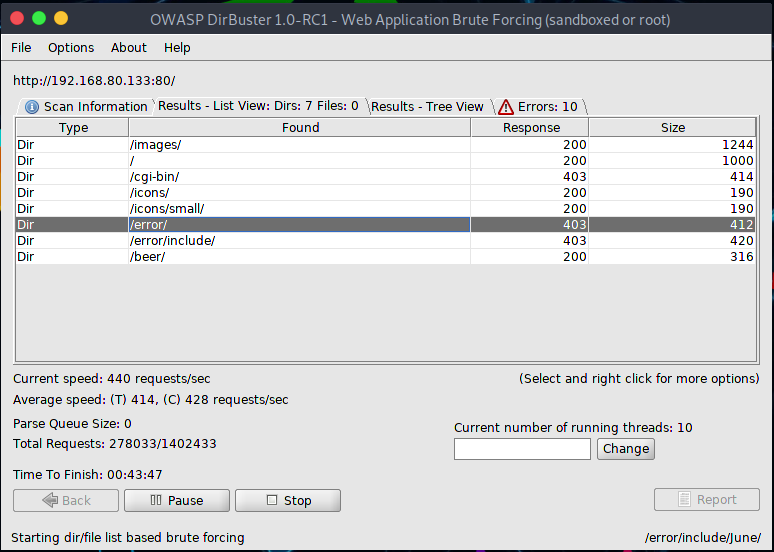 OWASP DirBuster 1.0-RC1 - Web Application Brute Forcing (sandboxed or root)
File Options About Help
http://192.168.80.133:80/
Scan Information Results - List View: Dirs: 7 Files: 0 Results - Tree View Errors: 10
Type Found Response Size
Dir /images/ 200 1244
Dir / 200 1000
Dir /cgi-bin/ 403 414
Dir /icons/ 200 190
Dir /icons/small/ 200 190
Dir /error/ 403 412
Dir /error/include/ 403 420
Dir /beer/ 200 316
Current speed: 440 requests/sec (Select and right click for more options)
Average speed: (T) 414, (C) 428 requests/sec
Parse Queue Size: 0 Current number of running threads: 10
Total Requests: 278033/1402433 Change
Time To Finish: 00:43:47
Back Pause Stop Report
Starting dir/file list based brute forcing /error/include/June/